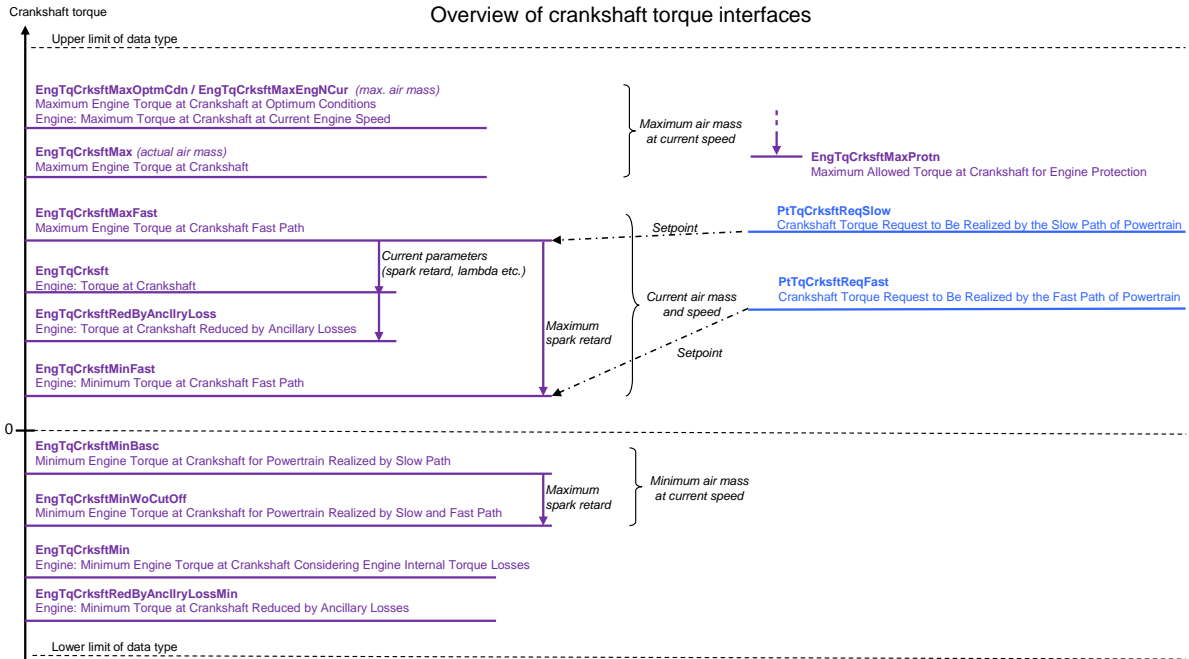 Crankshaft torque
Overview of crankshaft torque interfaces
Upper limit of data type
EngTqCrksftMaxOptmCdn / EngTqCrksftMaxEngNCur (max. air mass)
Maximum Engine Torque at Crankshaft at Optimum Conditions
Engine: Maximum Torque at Crankshaft at Current Engine Speed
EngTqCrksftMax (actual air mass)
Maximum Engine Torque at Crankshaft
Maximum air mass
at current speed
EngTqCrksftMaxProtn
Maximum Allowed Torque at Crankshaft for Engine Protection
EngTqCrksftMaxFast
Maximum Engine Torque at Crankshaft Fast Path
Setpoint
PtTqCrksftReqSlow
Crankshaft Torque Request to Be Realized by the Slow Path of Powertrain
Current parameters
(spark retard, lambda etc.)
EngTqCrksft
Engine: Torque at Crankshaft
PtTqCrksftReqFast
Crankshaft Torque Request to Be Realized by the Fast Path of Powertrain
Current air mass
and speed
EngTqCrksftRedByAncllryLoss
Engine: Torque at Crankshaft Reduced by Ancillary Losses
Maximum
spark retard
Setpoint
EngTqCrksftMinFast
Engine: Minimum Torque at Crankshaft Fast Path
0
EngTqCrksftMinBasc
Minimum Engine Torque at Crankshaft for Powertrain Realized by Slow Path
Minimum air mass
at current speed
EngTqCrksftMinWoCutOff
Minimum Engine Torque at Crankshaft for Powertrain Realized by Slow and Fast Path
Maximum
spark retard
EngTqCrksftMin
Engine: Minimum Engine Torque at Crankshaft Considering Engine Internal Torque Losses
EngTqCrksftRedByAncllryLossMin
Engine: Minimum Torque at Crankshaft Reduced by Ancillary Losses
Lower limit of data type